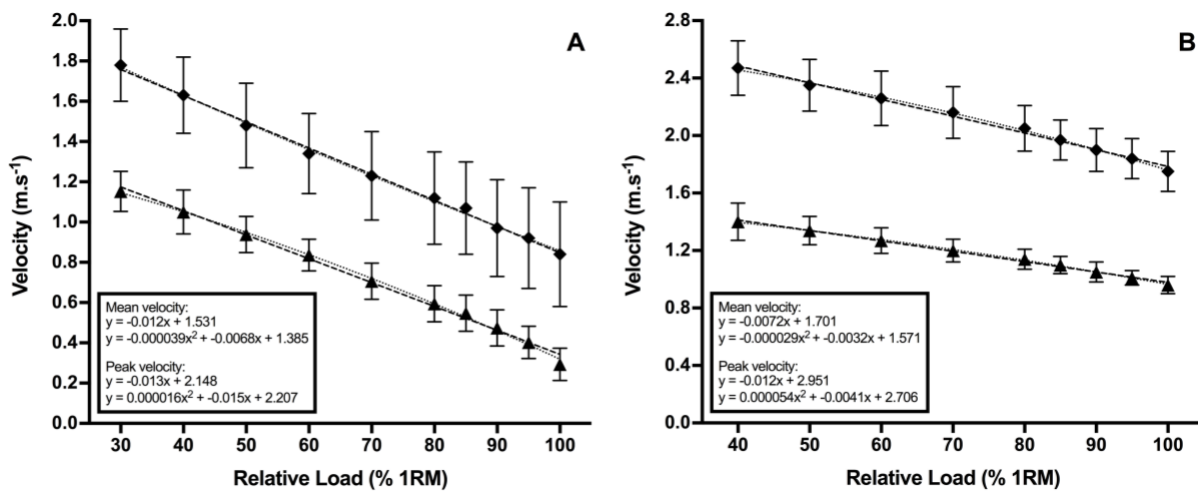 A
Velocity (m.s⁻¹)
2.0
1.8
1.6
1.4
1.2
1.0
0.8
0.6
0.4
0.2
0.0
Mean velocity:
y = -0.012x + 1.531
y = -0.000039x² + -0.0068x + 1.385
Peak velocity:
y = -0.013x + 2.148
y = 0.000016x² + -0.015x + 2.207
30 40 50 60 70 80 90 100
Relative Load (% 1RM)
B
Velocity (m.s⁻¹)
2.8
2.4
2.0
1.6
1.2
0.8
0.4
0.0
Mean velocity:
y = -0.0072x + 1.701
y = -0.000029x² + -0.0032x + 1.571
Peak velocity:
y = -0.012x + 2.951
y = 0.000054x² + -0.0041x + 2.706
40 50 60 70 80 90 100
Relative Load (% 1RM)